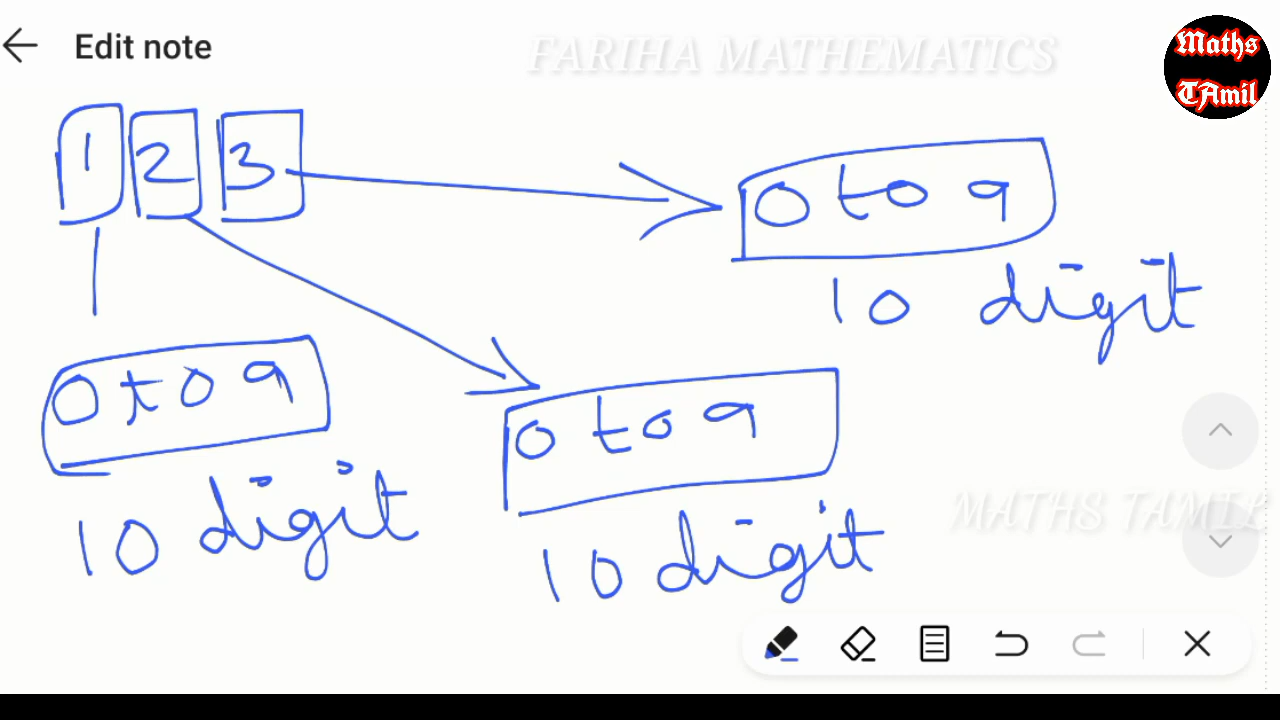 Edit note
FARIHA MATHEMATICS
Maths
TAmil
1 2 3
0 to 9
10 digit
0 to 9
10 digit
0 to 9
10 digit
MATHS TAMIL